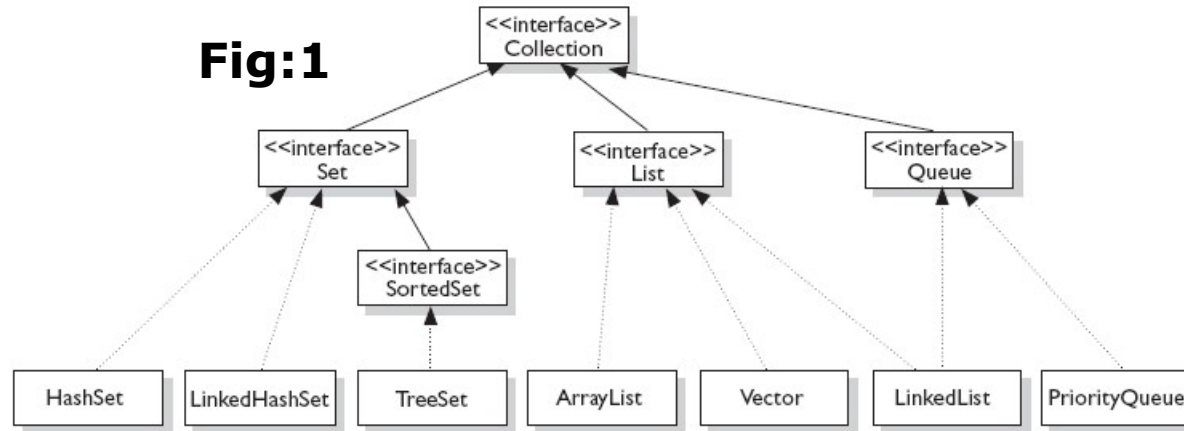 <<interface>>
Collection
Fig:1
<<interface>>
Set
<<interface>>
List
<<interface>>
Queue
<<interface>>
SortedSet
HashSet
LinkedHashSet
TreeSet
ArrayList
Vector
LinkedList
PriorityQueue